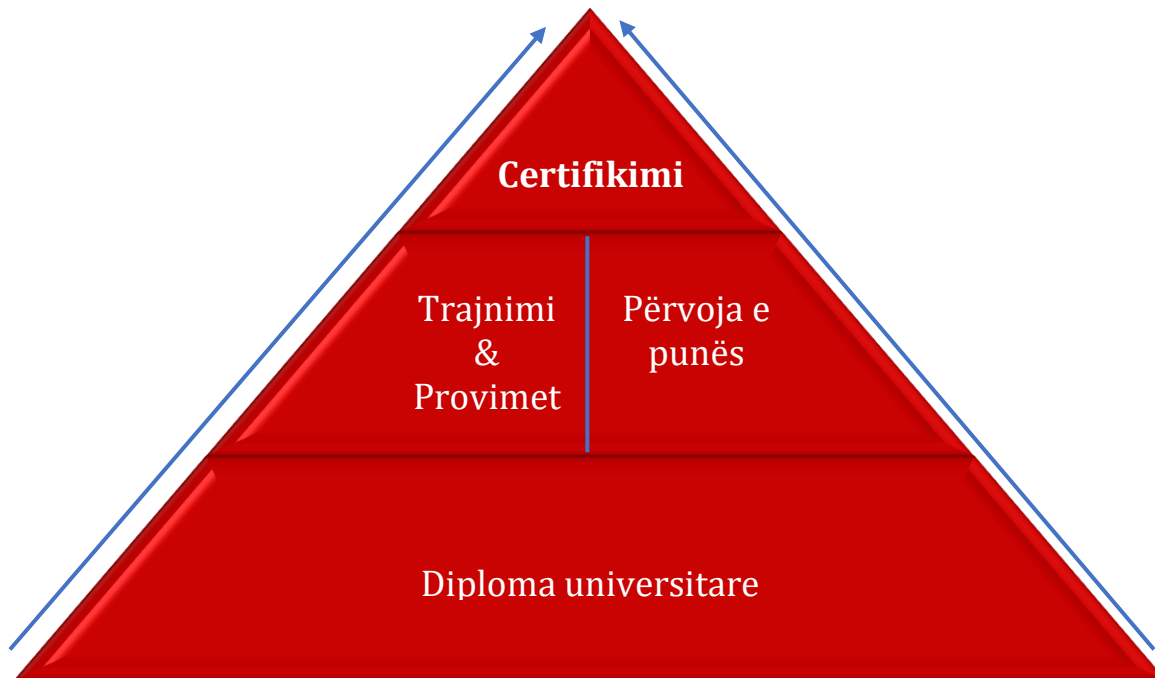 Certifikimi
Trajnimi
&
Provimet
Përvoja e
punës
Diploma universitare